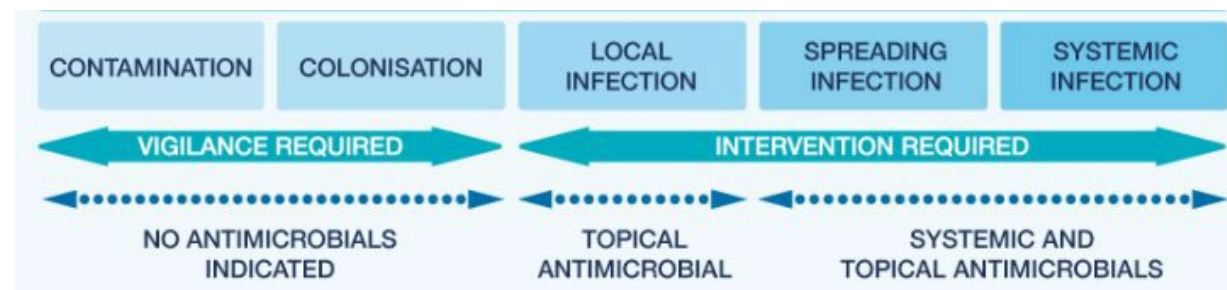 CONTAMINATION
COLONISATION
LOCAL
INFECTION
SPREADING
INFECTION
SYSTEMIC
INFECTION
VIGILANCE REQUIRED
INTERVENTION REQUIRED
NO ANTIMICROBIALS
INDICATED
TOPICAL
ANTIMICROBIAL
SYSTEMIC AND
TOPICAL ANTIMICROBIALS